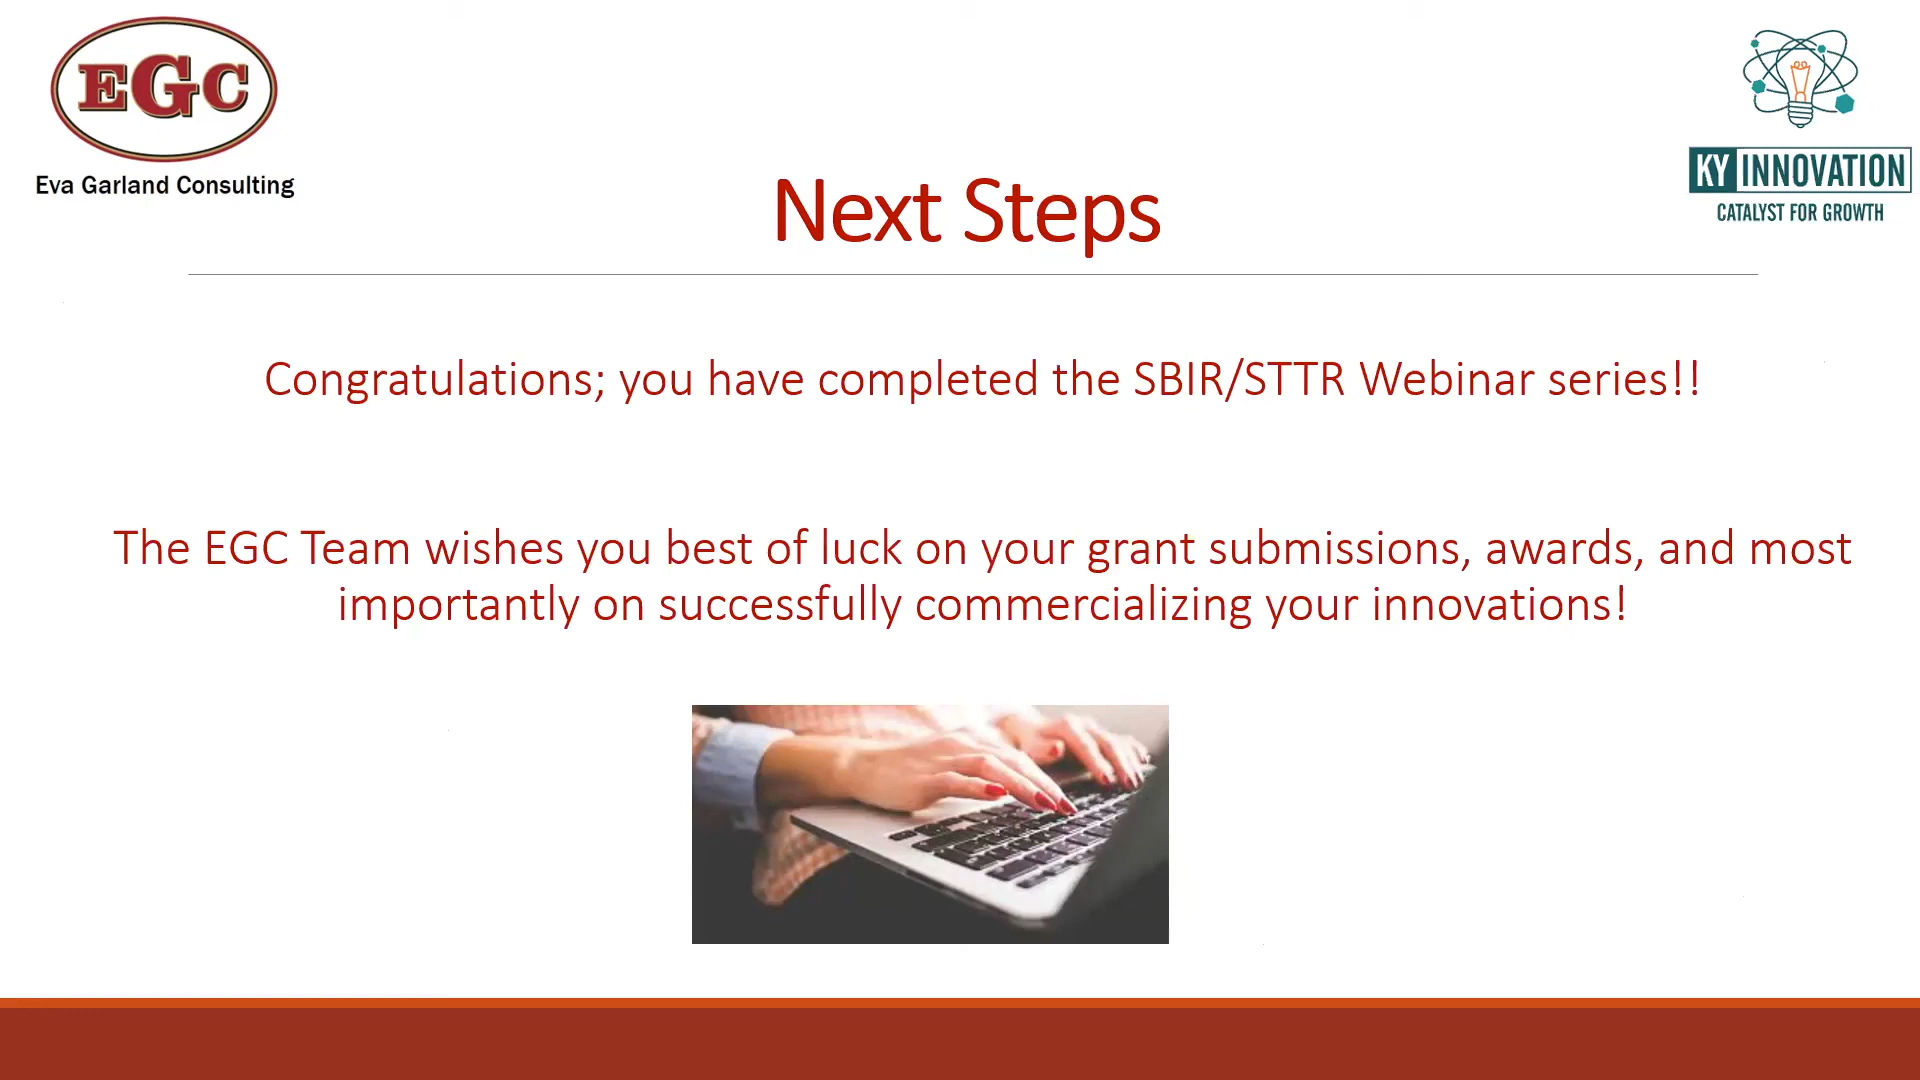 EGC
Eva Garland Consulting
KY INNOVATION
CATALYST FOR GROWTH
Next Steps
Congratulations; you have completed the SBIR/STTR Webinar series!!
The EGC Team wishes you best of luck on your grant submissions, awards, and most
importantly on successfully commercializing your innovations!